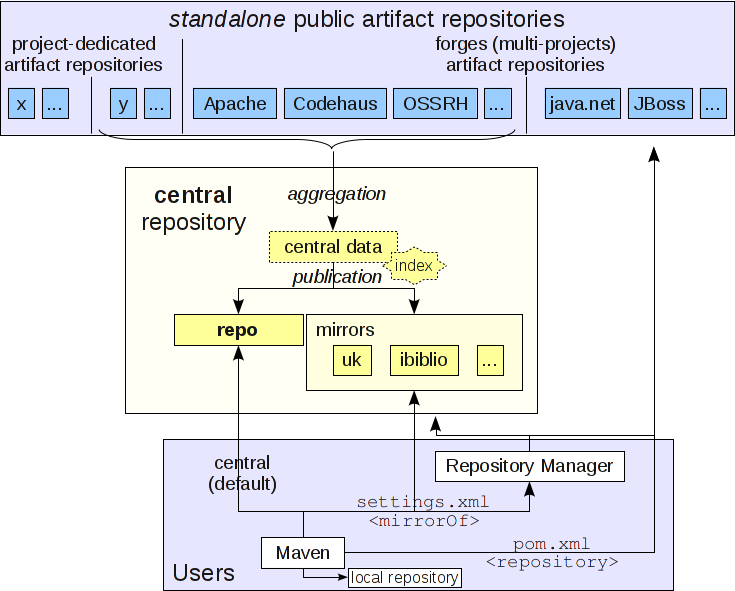 standalone public artifact repositories
project-dedicated
artifact repositories
forges (multi-projects)
artifact repositories
x
...
y
...
Apache
Codehaus
OSSRH
...
java.net
JBoss
...
central
repository
aggregation
central data
index
publication
repo
mirrors
uk
ibiblio
...
central
(default)
Repository Manager
settings.xml
<mirrorOf>
Maven
pom.xml
<repository>
Users
local repository